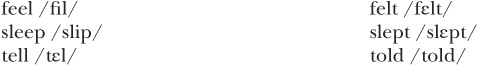 feel /fil/ felt /fɛlt/
sleep /slip/ slept /slɛpt/
tell /tɛl/ told /told/